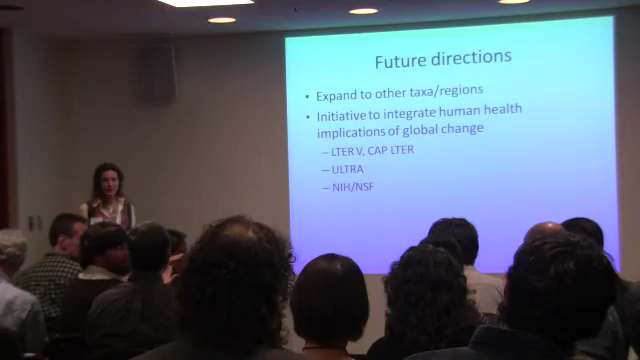 Future directions
• Expand to other taxa/regions
• Initiative to integrate human health
implications of global change
– LTER V, CAP LTER
– ULTRA
– NIH/NSF